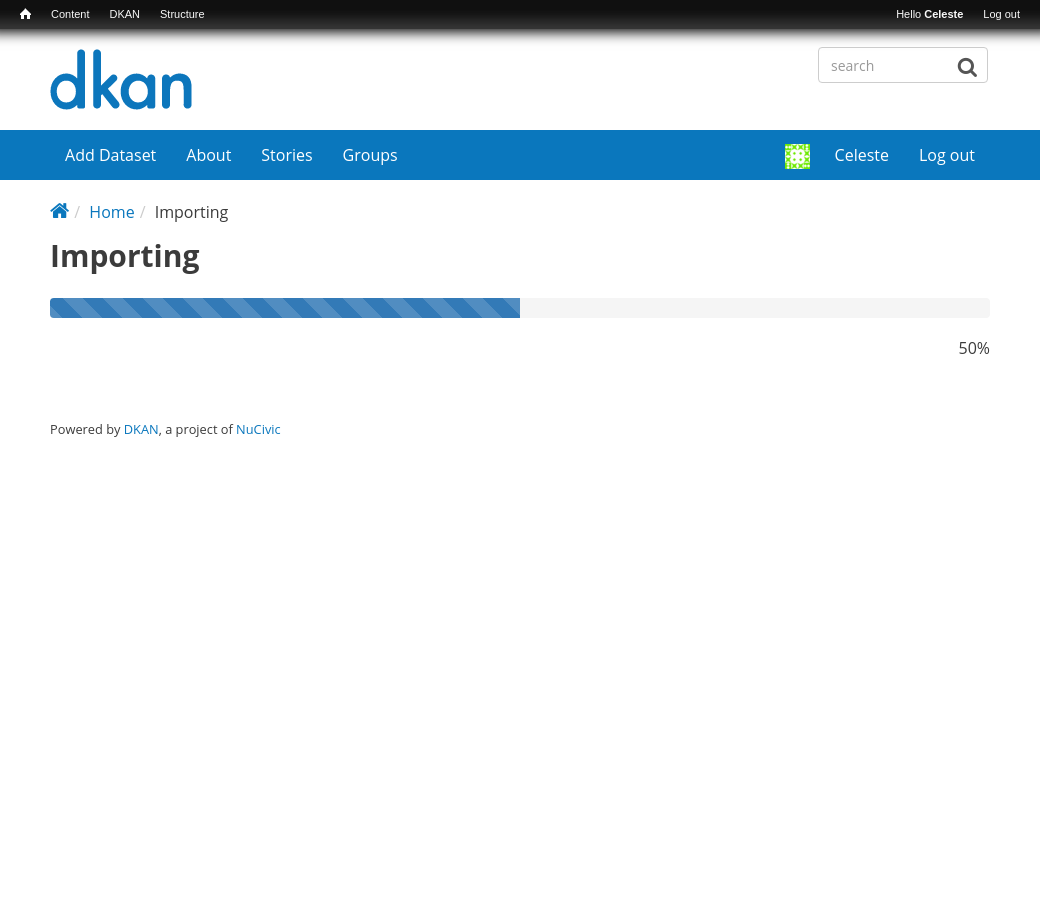 Content DKAN Structure Hello Celeste Log out
dkan
search
Add Dataset About Stories Groups Celeste Log out
/ Home / Importing
Importing
50%
Powered by DKAN, a project of NuCivic